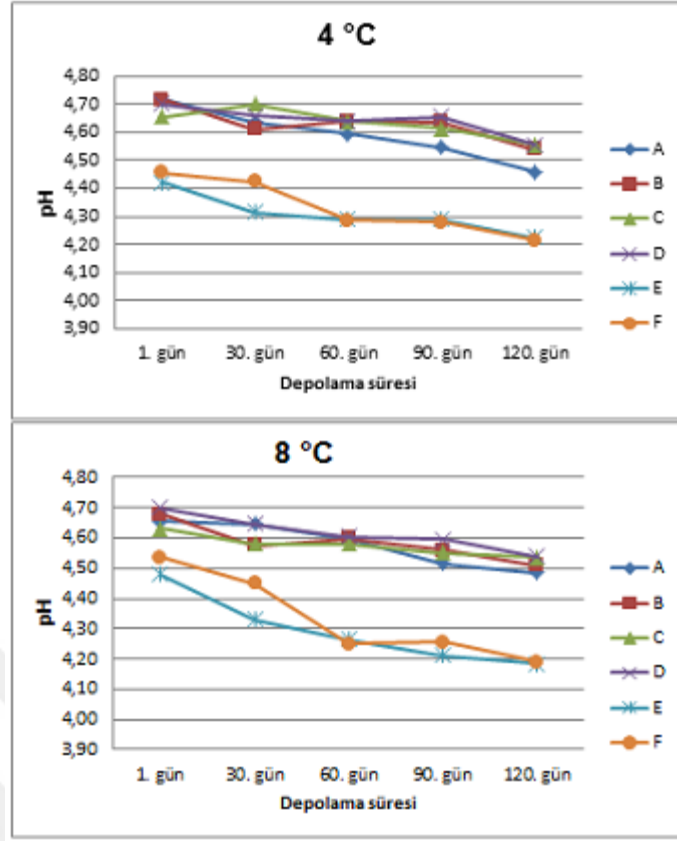 4 °C
4,80
4,70
4,60
4,50
4,40
4,30
4,20
4,10
4,00
3,90
pH
1. gün 30. gün 60. gün 90. gün 120. gün
Depolama süresi
A
B
C
D
E
F
8 °C
4,80
4,70
4,60
4,50
4,40
4,30
4,20
4,10
4,00
3,90
pH
1. gün 30. gün 60. gün 90. gün 120. gün
Depolama süresi
A
B
C
D
E
F